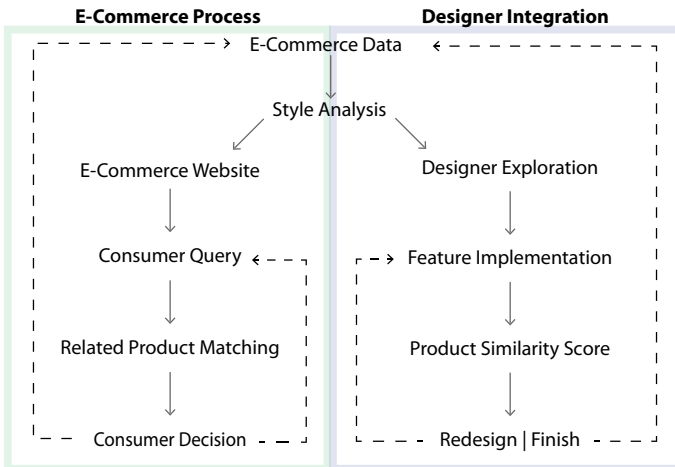 E-Commerce Process
Designer Integration
E-Commerce Data
Style Analysis
E-Commerce Website
Designer Exploration
Consumer Query
Feature Implementation
Related Product Matching
Product Similarity Score
Consumer Decision
Redesign | Finish